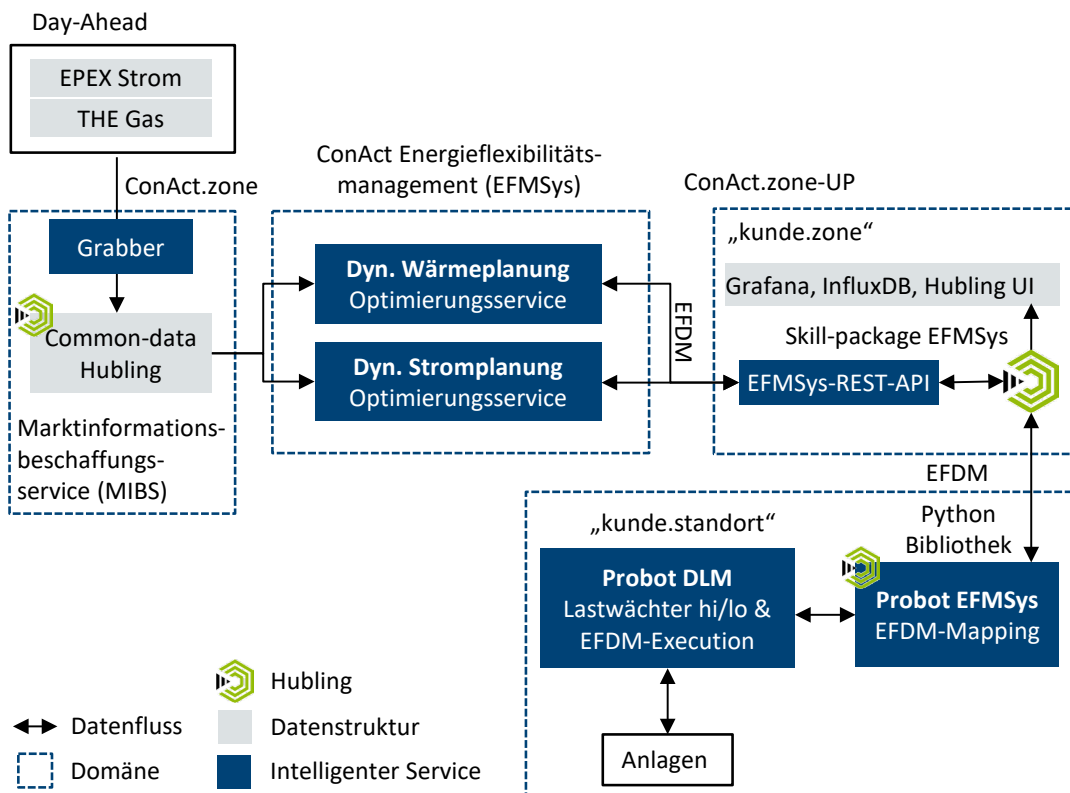 Day-Ahead
EPEX Strom
THE Gas
ConAct.zone
Grabber
Common-data
Hubling
Marktinformations-
beschaffungs-
service (MIBS)
ConAct Energieflexibilitäts-
management (EFMSys)
Dyn. Wärmeplanung
Optimierungsservice
Dyn. Stromplanung
Optimierungsservice
EFDM
ConAct.zone-UP
„kunde.zone“
Grafana, InfluxDB, Hubling UI
Skill-package EFMSys
EFMSys-REST-API
EFDM
„kunde.standort“
Python
Bibliothek
Probot DLM
Lastwächter hi/lo &
EFDM-Execution
Probot EFMSys
EFDM-Mapping
Anlagen
Hubling
Datenfluss
Datenstruktur
Domäne
Intelligenter Service